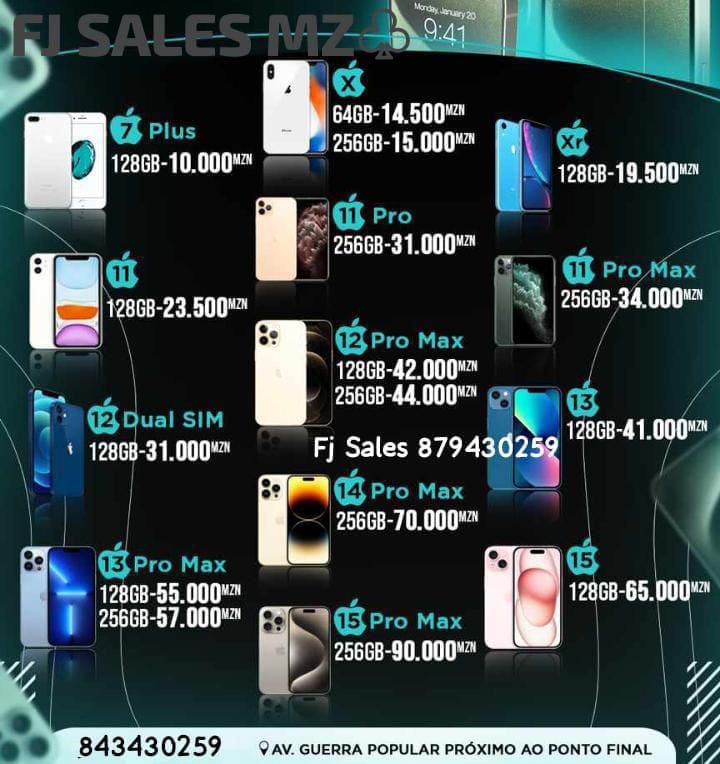 FJ SALES MZ
Monday, January 20
9:41
7 Plus
128GB-10.000MZN
X
64GB-14.500MZN
256GB-15.000MZN
Xr
128GB-19.500MZN
11 Pro
256GB-31.000MZN
11
128GB-23.500MZN
11 Pro Max
256GB-34.000MZN
12 Pro Max
128GB-42.000MZN
256GB-44.000MZN
12 Dual SIM
128GB-31.000MZN
13
128GB-41.000MZN
Fj Sales 879430259
14 Pro Max
256GB-70.000MZN
13 Pro Max
128GB-55.000MZN
256GB-57.000MZN
15
128GB-65.000MZN
15 Pro Max
256GB-90.000MZN
843430259
AV. GUERRA POPULAR PRÓXIMO AO PONTO FINAL